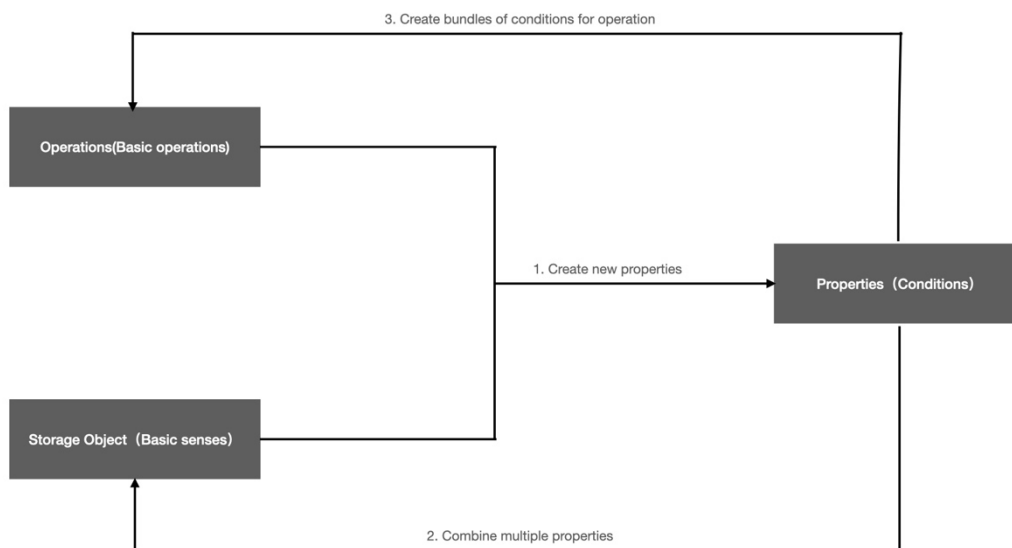 3. Create bundles of conditions for operation
Operations(Basic operations)
1. Create new properties
Properties（Conditions）
Storage Object（Basic senses）
2. Combine multiple properties